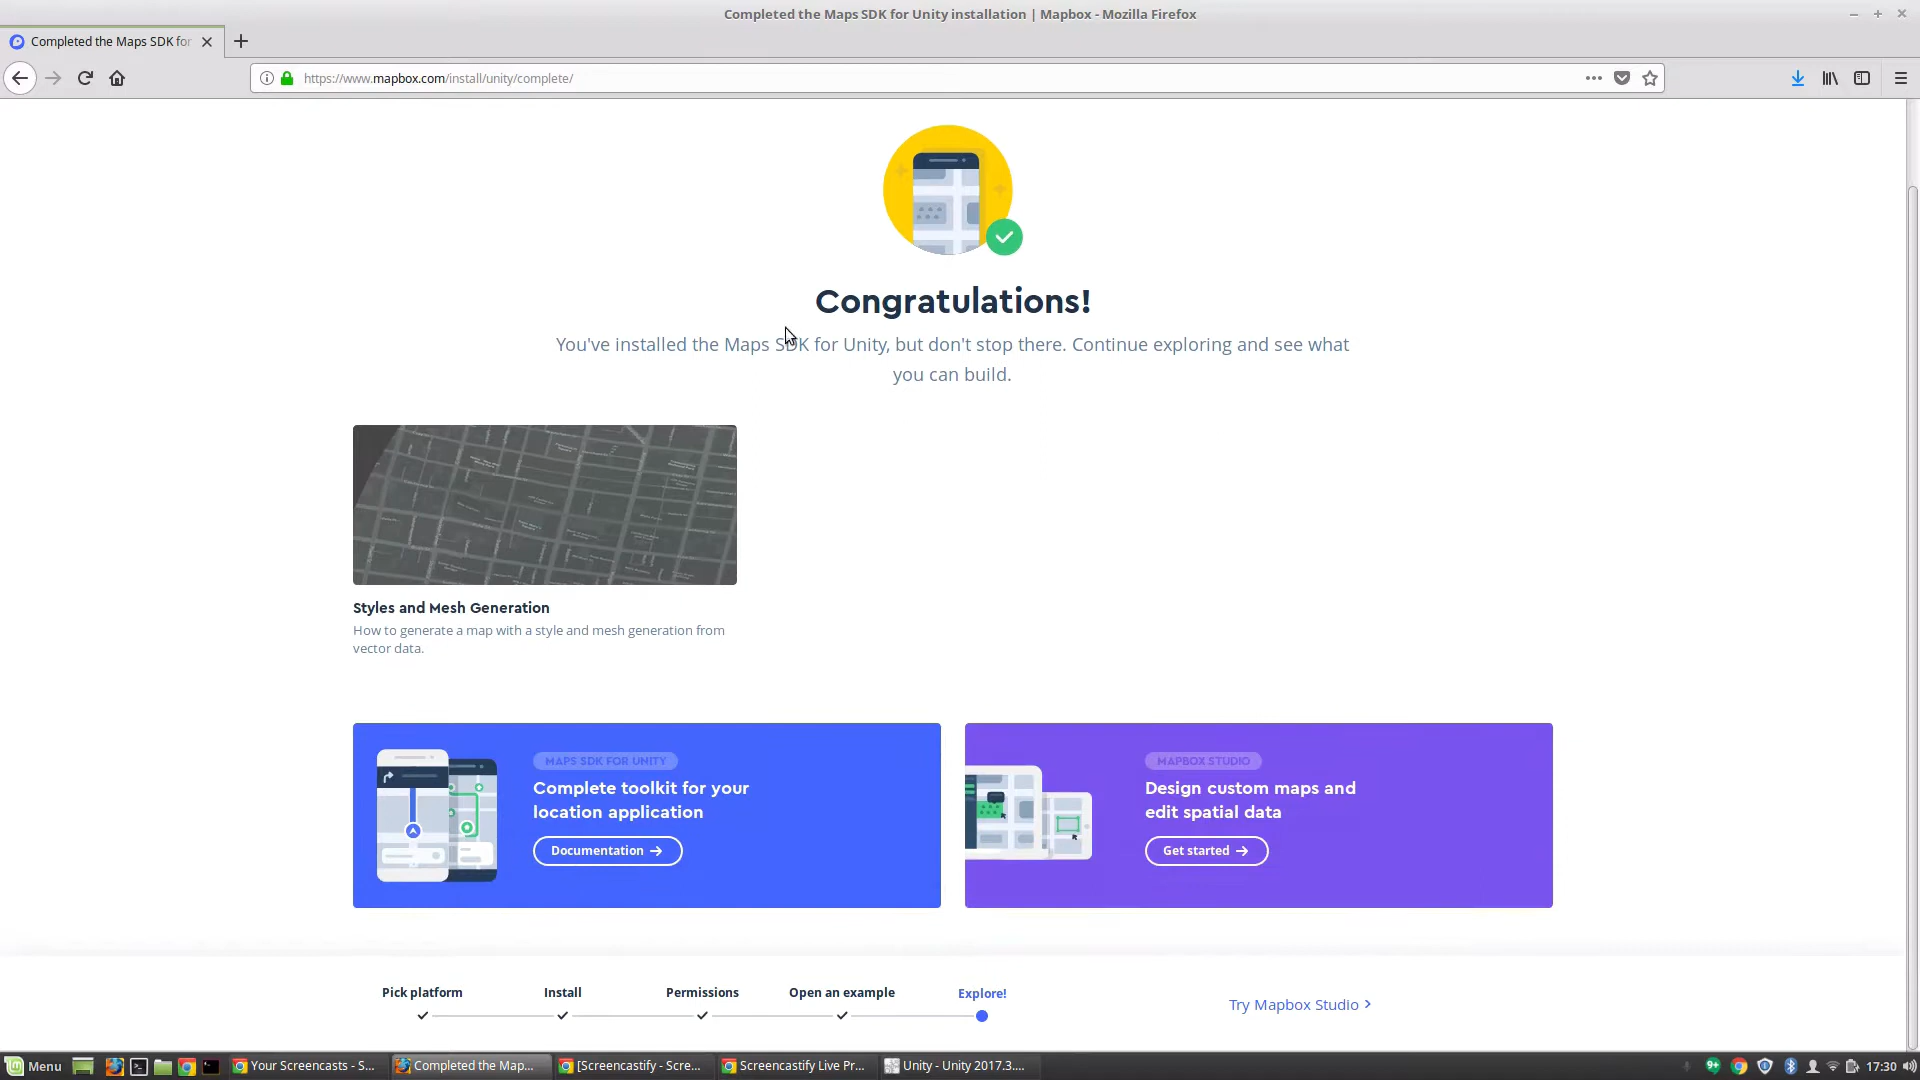 Completed the Maps SDK for Unity installation | Mapbox - Mozilla Firefox
Completed the Maps SDK for
https://www.mapbox.com/install/unity/complete/
Congratulations!
You've installed the Maps SDK for Unity, but don't stop there. Continue exploring and see what
you can build.
Styles and Mesh Generation
How to generate a map with a style and mesh generation from
vector data.
MAPS SDK FOR UNITY
Complete toolkit for your
location application
Documentation →
MAPBOX STUDIO
Design custom maps and
edit spatial data
Get started →
Pick platform
Install
Permissions
Open an example
Explore!
Try Mapbox Studio >
Menu
Your Screencasts - S...
Completed the Map...
[Screencastify - Scre...
Screencastify Live Pr...
Unity - Unity 2017.3....
17:30